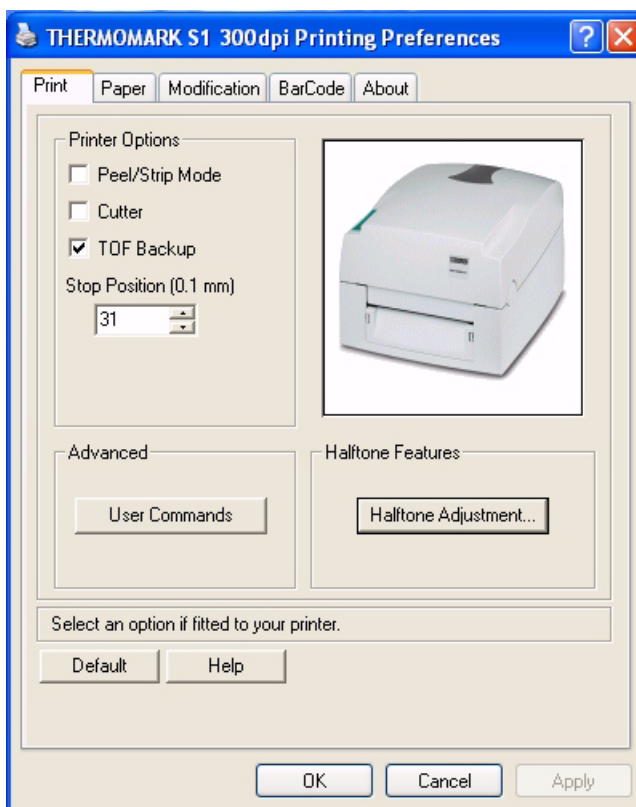 THERMOMARK S1 300dpi Printing Preferences
Print Paper Modification BarCode About
Printer Options
Peel/Strip Mode
Cutter
TOF Backup
Stop Position (0.1 mm)
31
Advanced
User Commands
Halftone Features
Halftone Adjustment...
Select an option if fitted to your printer.
Default Help
OK Cancel Apply